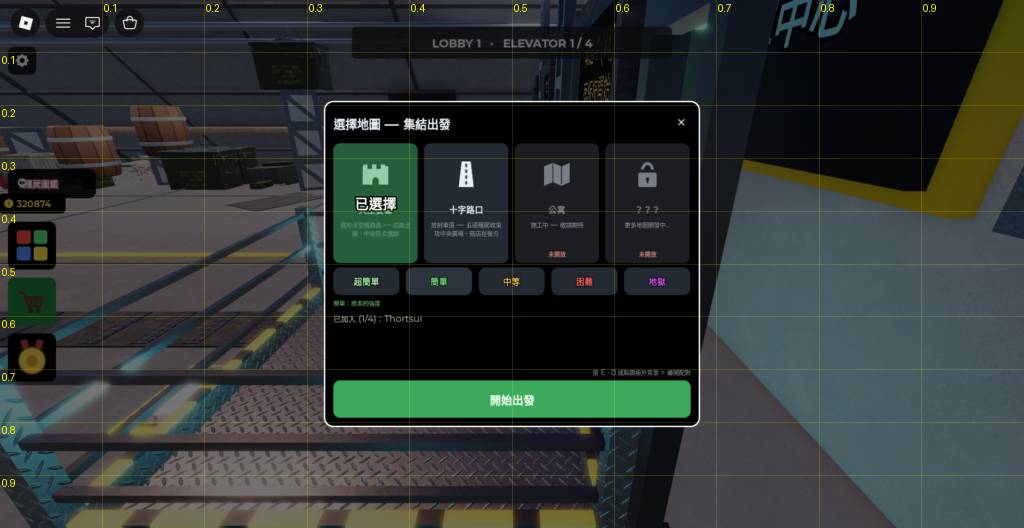 LOBBY 1 · ELEVATOR 1 / 4
中心
320874
選擇地圖 — 集結出發
×
已選擇
十字路口
公寓
施工中 — 敬請期待
未開放
? ? ?
更多地圖開發中..
未開放
超簡單
簡單
中等
困難
地獄
簡單：原本的強度
已加入 (1/4)：Thortsui
開始出發